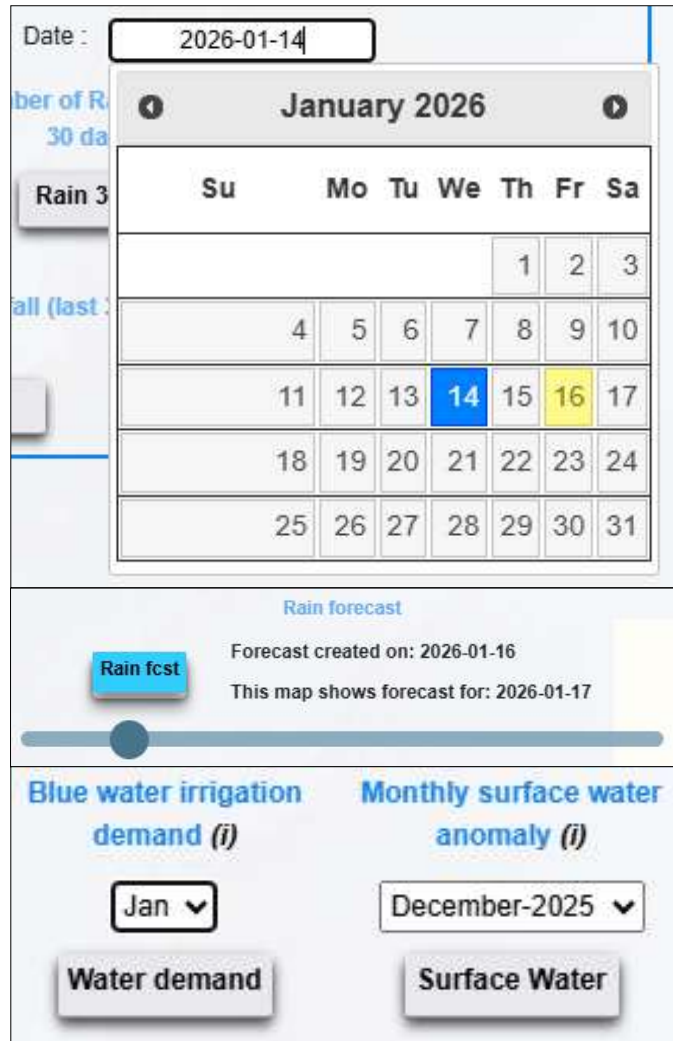 Date :
2026-01-14
ber of R
January 2026
30 da
Rain 3
Su Mo Tu We Th Fr Sa
1 2 3
fall (last
4 5 6 7 8 9 10
11 12 13 14 15 16 17
18 19 20 21 22 23 24
25 26 27 28 29 30 31
Rain forecast
Rain fcst
Forecast created on: 2026-01-16
This map shows forecast for: 2026-01-17
Blue water irrigation
demand (i)
Jan
Water demand
Monthly surface water
anomaly (i)
December-2025
Surface Water